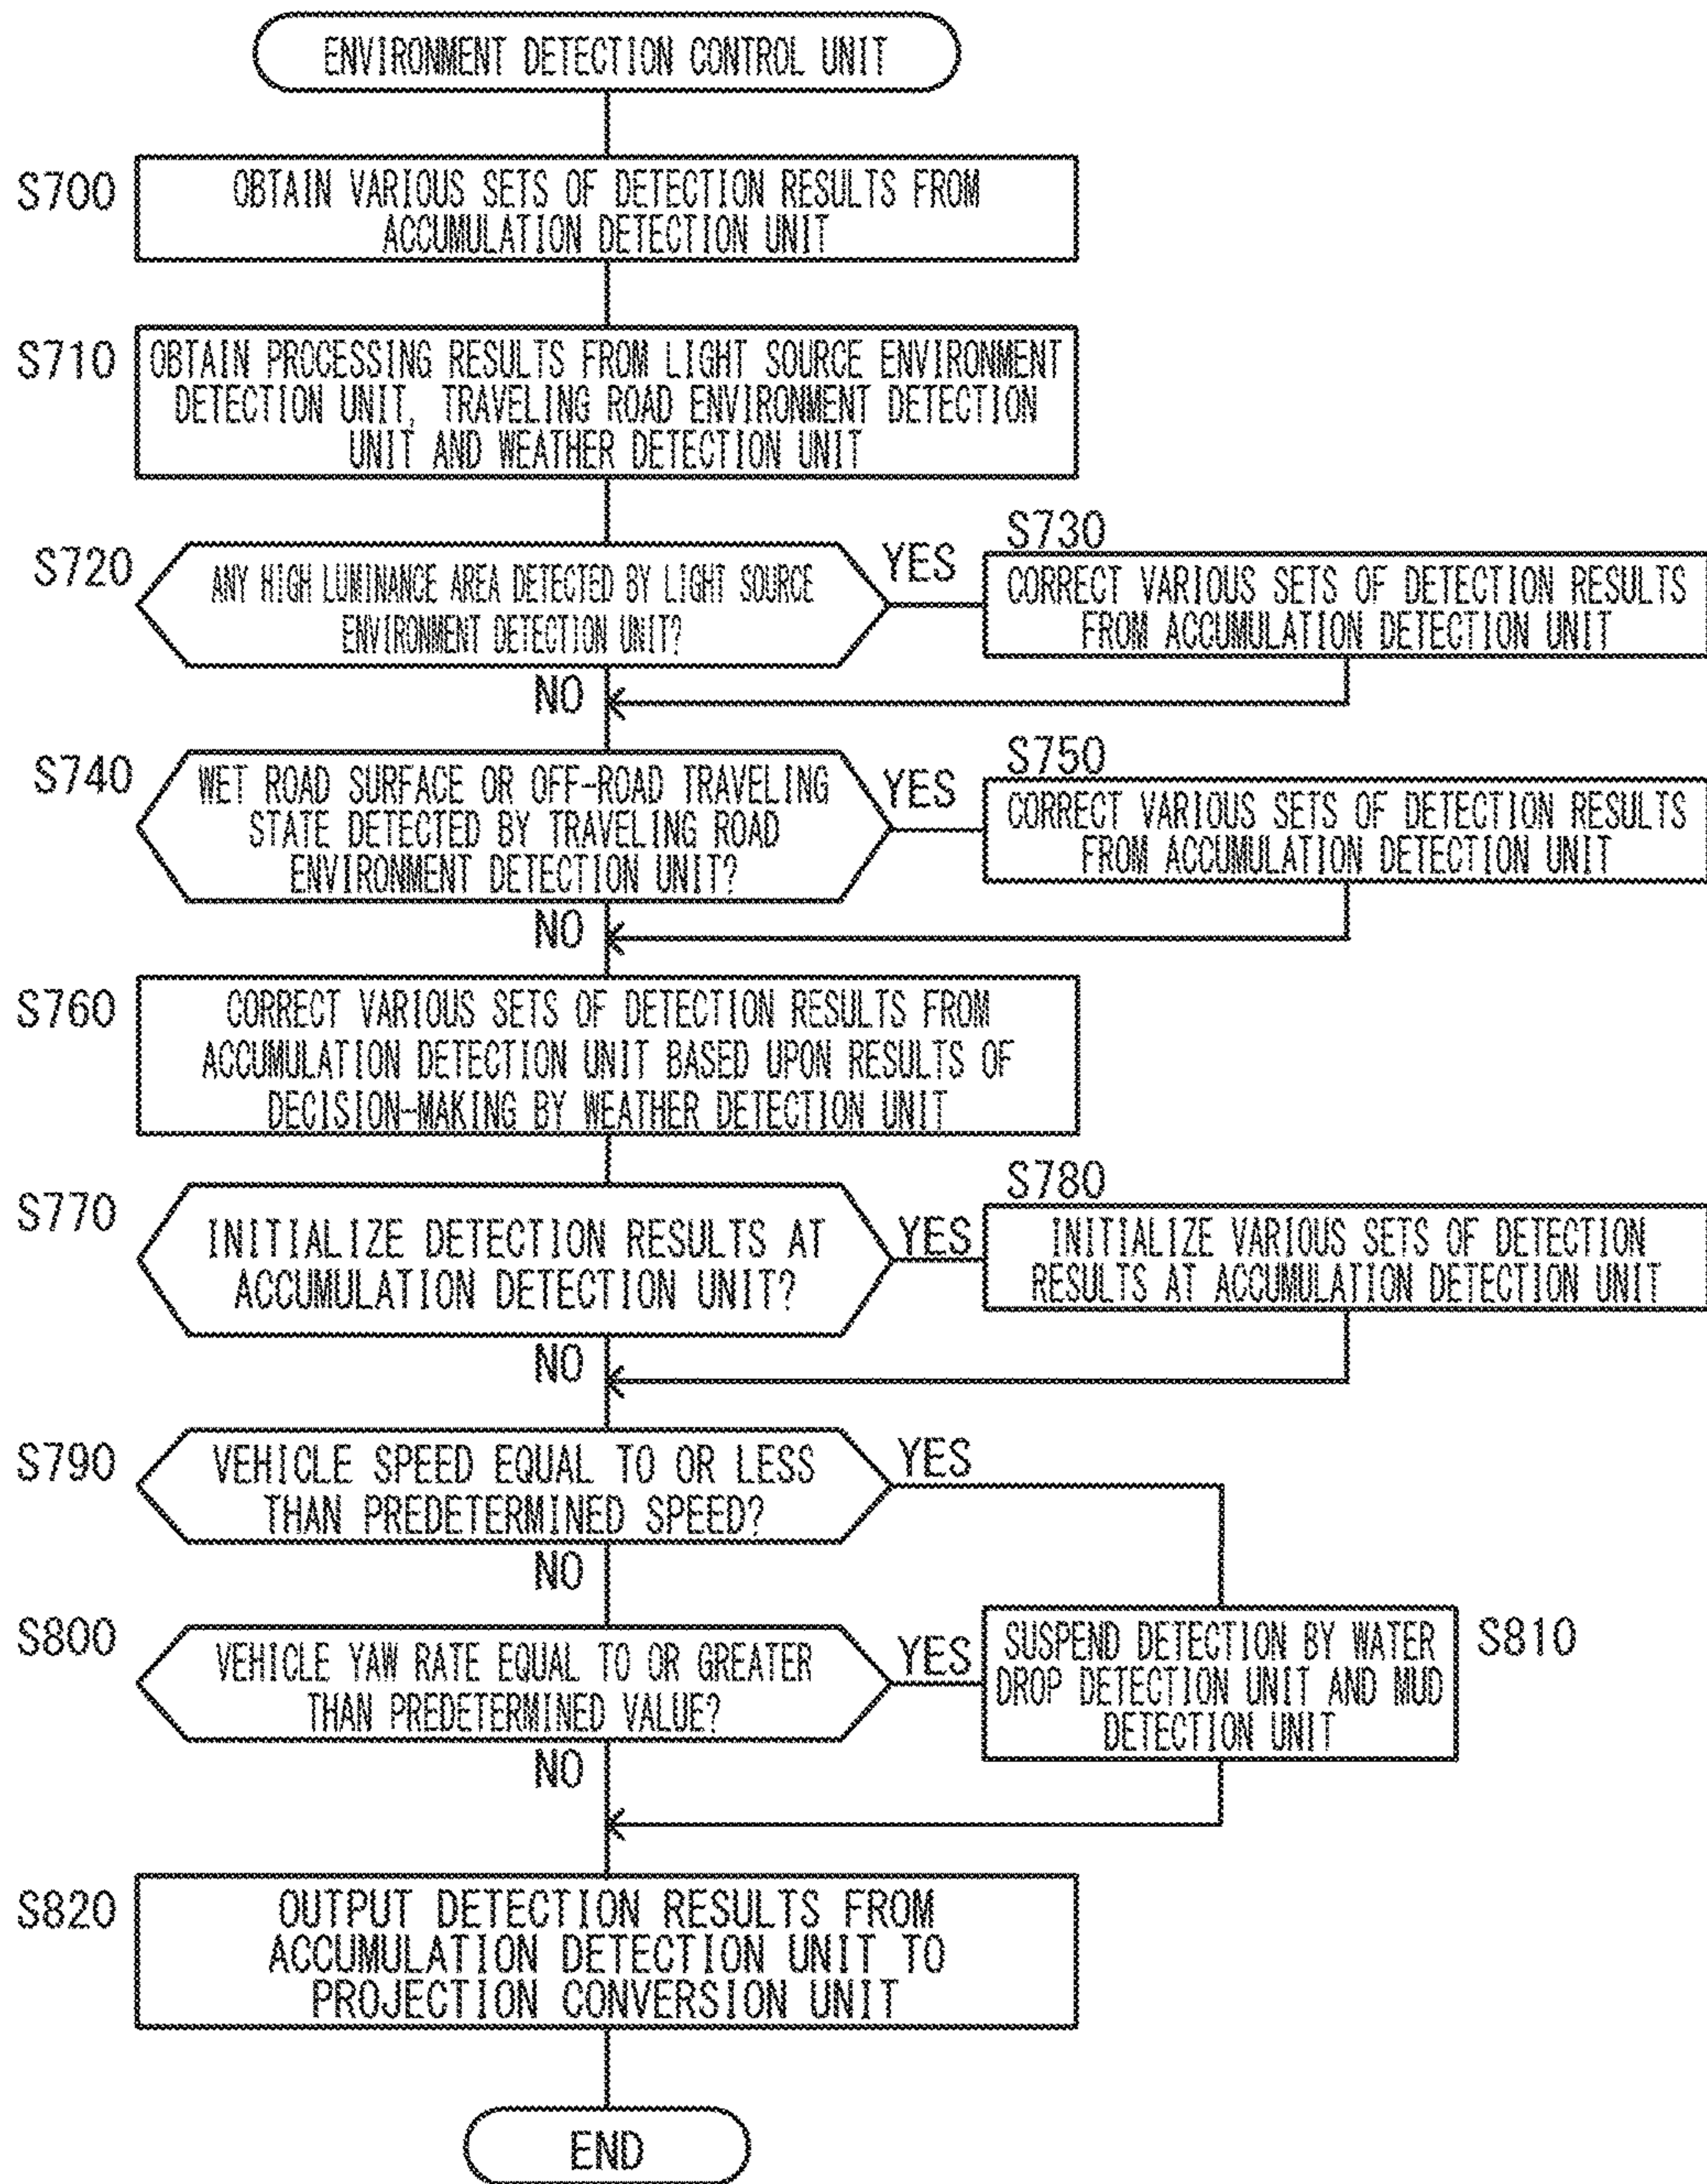 ENVIRONMENT DETECTION CONTROL UNIT
S700
OBTAIN VARIOUS SETS OF DETECTION RESULTS FROM
ACCUMULATION DETECTION UNIT
S710
OBTAIN PROCESSING RESULTS FROM LIGHT SOURCE ENVIRONMENT
DETECTION UNIT, TRAVELING ROAD ENVIRONMENT DETECTION
UNIT AND WEATHER DETECTION UNIT
S720
ANY HIGH LUMINANCE AREA DETECTED BY LIGHT SOURCE
ENVIRONMENT DETECTION UNIT?
YES
S730
CORRECT VARIOUS SETS OF DETECTION RESULTS
FROM ACCUMULATION DETECTION UNIT
NO
S740
WET ROAD SURFACE OR OFF-ROAD TRAVELING
STATE DETECTED BY TRAVELING ROAD
ENVIRONMENT DETECTION UNIT?
YES
S750
CORRECT VARIOUS SETS OF DETECTION RESULTS
FROM ACCUMULATION DETECTION UNIT
NO
S760
CORRECT VARIOUS SETS OF DETECTION RESULTS FROM
ACCUMULATION DETECTION UNIT BASED UPON RESULTS OF
DECISION-MAKING BY WEATHER DETECTION UNIT
S770
INITIALIZE DETECTION RESULTS AT
ACCUMULATION DETECTION UNIT?
YES
S780
INITIALIZE VARIOUS SETS OF DETECTION
RESULTS AT ACCUMULATION DETECTION UNIT
NO
S790
VEHICLE SPEED EQUAL TO OR LESS
THAN PREDETERMINED SPEED?
YES
NO
S800
VEHICLE YAW RATE EQUAL TO OR GREATER
THAN PREDETERMINED VALUE?
YES
SUSPEND DETECTION BY WATER
DROP DETECTION UNIT AND MUD
DETECTION UNIT
S810
NO
S820
OUTPUT DETECTION RESULTS FROM
ACCUMULATION DETECTION UNIT TO
PROJECTION CONVERSION UNIT
END